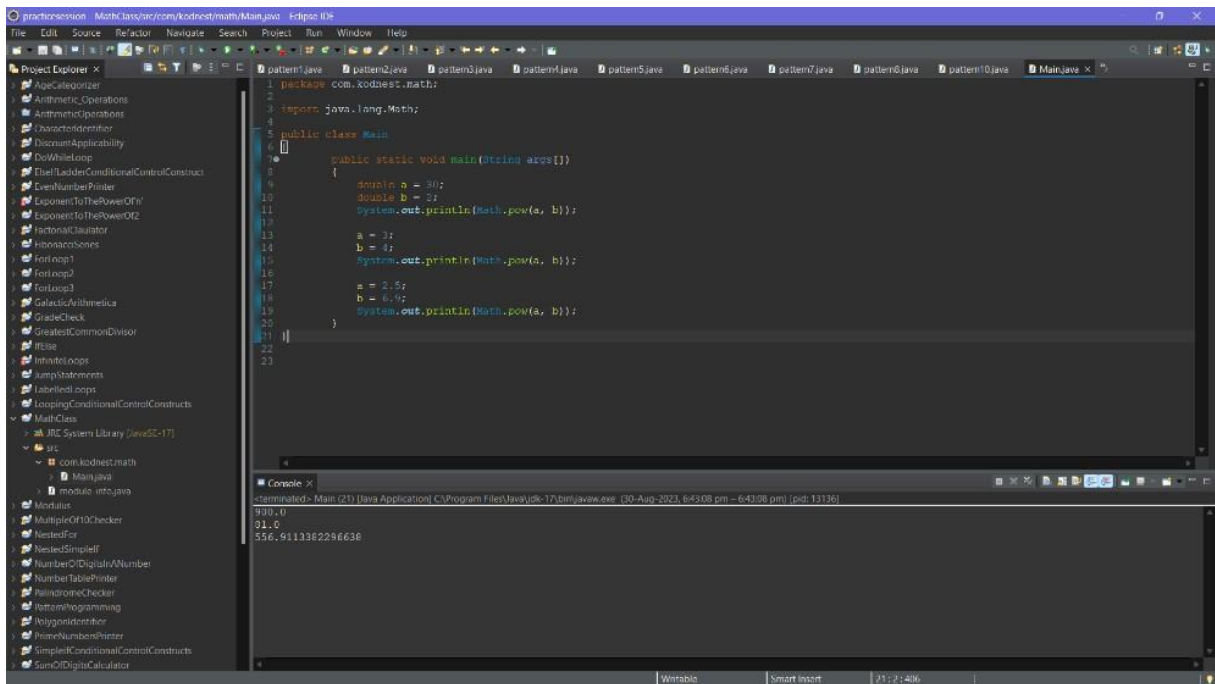 practicesession - MathClass/src/com/kodnest/math/Main.java - Eclipse IDE
File Edit Source Refactor Navigate Search Project Run Window Help
Project Explorer
pattern1.java pattern2.java pattern3.java pattern4.java pattern5.java pattern6.java pattern7.java pattern8.java pattern10.java Main.java
AgeCategorizer
Arithmetic_Operations
ArithmeticOperations
CharacterIdentifier
DiscountApplicability
DoWhileLoop
ElseIfLadderConditionalControlConstruct
EvenNumberPrinter
ExponentToThePowerOf'n'
ExponentToThePowerOf2
FactorialClaulator
FibonacciSeries
ForLoop1
ForLoop2
ForLoop3
GalacticArithmetica
GradeCheck
GreatestCommonDivisor
IfElse
InfiniteLoops
JumpStatements
LabelledLoops
LoopingConditionalControlConstructs
MathClass
JRE System Library [JavaSE-17]
src
com.kodnest.math
Main.java
module-info.java
Modulus
MultipleOf10Checker
NestedFor
NestedSimpleIf
NumberOfDigitsInANumber
NumberTablePrinter
PalindromeChecker
PatternProgramming
PolygonIdentifier
PrimeNumbersPrinter
SimpleifConditionalControlConstructs
SumOfDigitsCalculator
1 package com.kodnest.math;
2
3 import java.lang.Math;
4
5 public class Main
6 {
7 public static void main(String args[])
8 {
9 double a = 30;
10 double b = 2;
11 System.out.println(Math.pow(a, b));
12
13 a = 3;
14 b = 4;
15 System.out.println(Math.pow(a, b));
16
17 a = 2.5;
18 b = 6.9;
19 System.out.println(Math.pow(a, b));
20 }
21 }
22
23
Console
<terminated> Main (21) [Java Application] C:\Program Files\Java\jdk-17\bin\javaw.exe (30-Aug-2023, 6:43:08 pm – 6:43:08 pm) [pid: 13136]
900.0
81.0
556.9113382296638
Writable Smart Insert 21 : 2 : 406